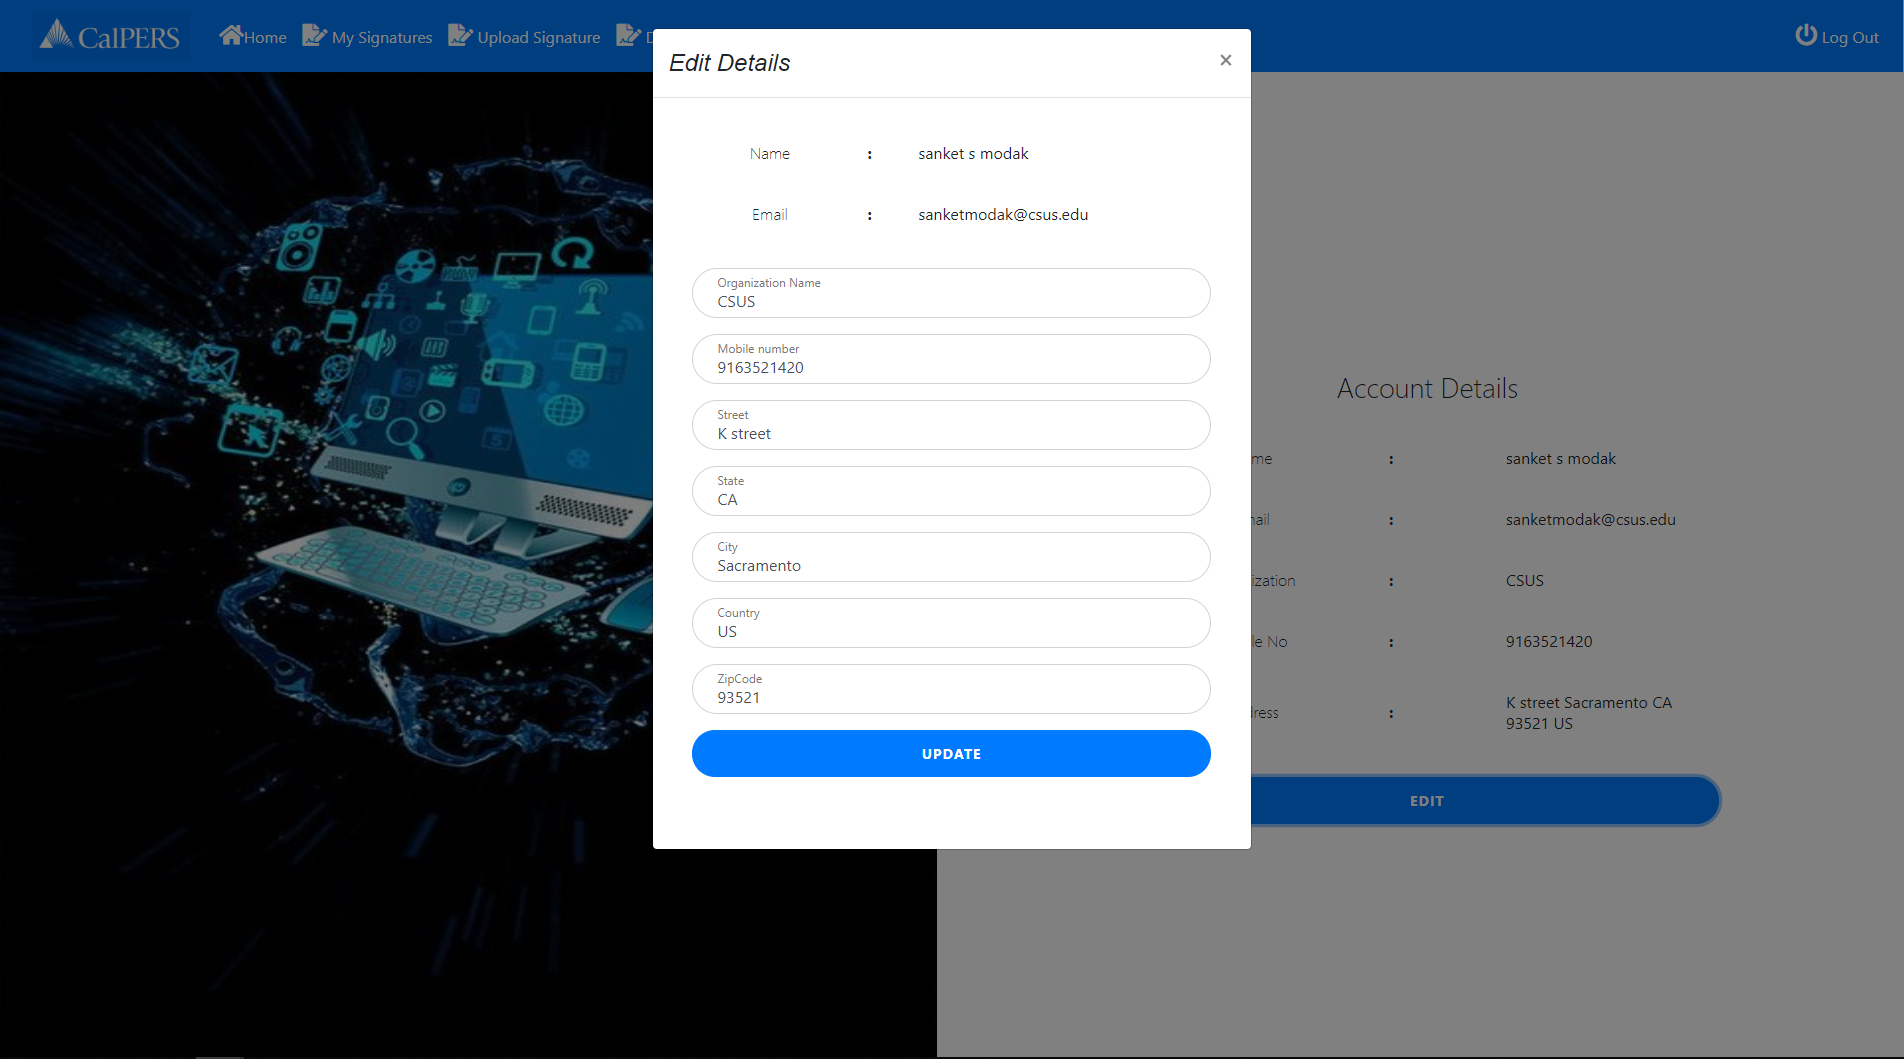 CalPERS
Home My Signatures Upload Signature D
Log Out
Edit Details
×
Name : sanket s modak
Email : sanketmodak@csus.edu
Organization Name
CSUS
Mobile number
9163521420
Street
K street
State
CA
City
Sacramento
Country
US
ZipCode
93521
UPDATE
Account Details
me : sanket s modak
ail : sanketmodak@csus.edu
ization : CSUS
le No : 9163521420
dress : K street Sacramento CA
93521 US
EDIT